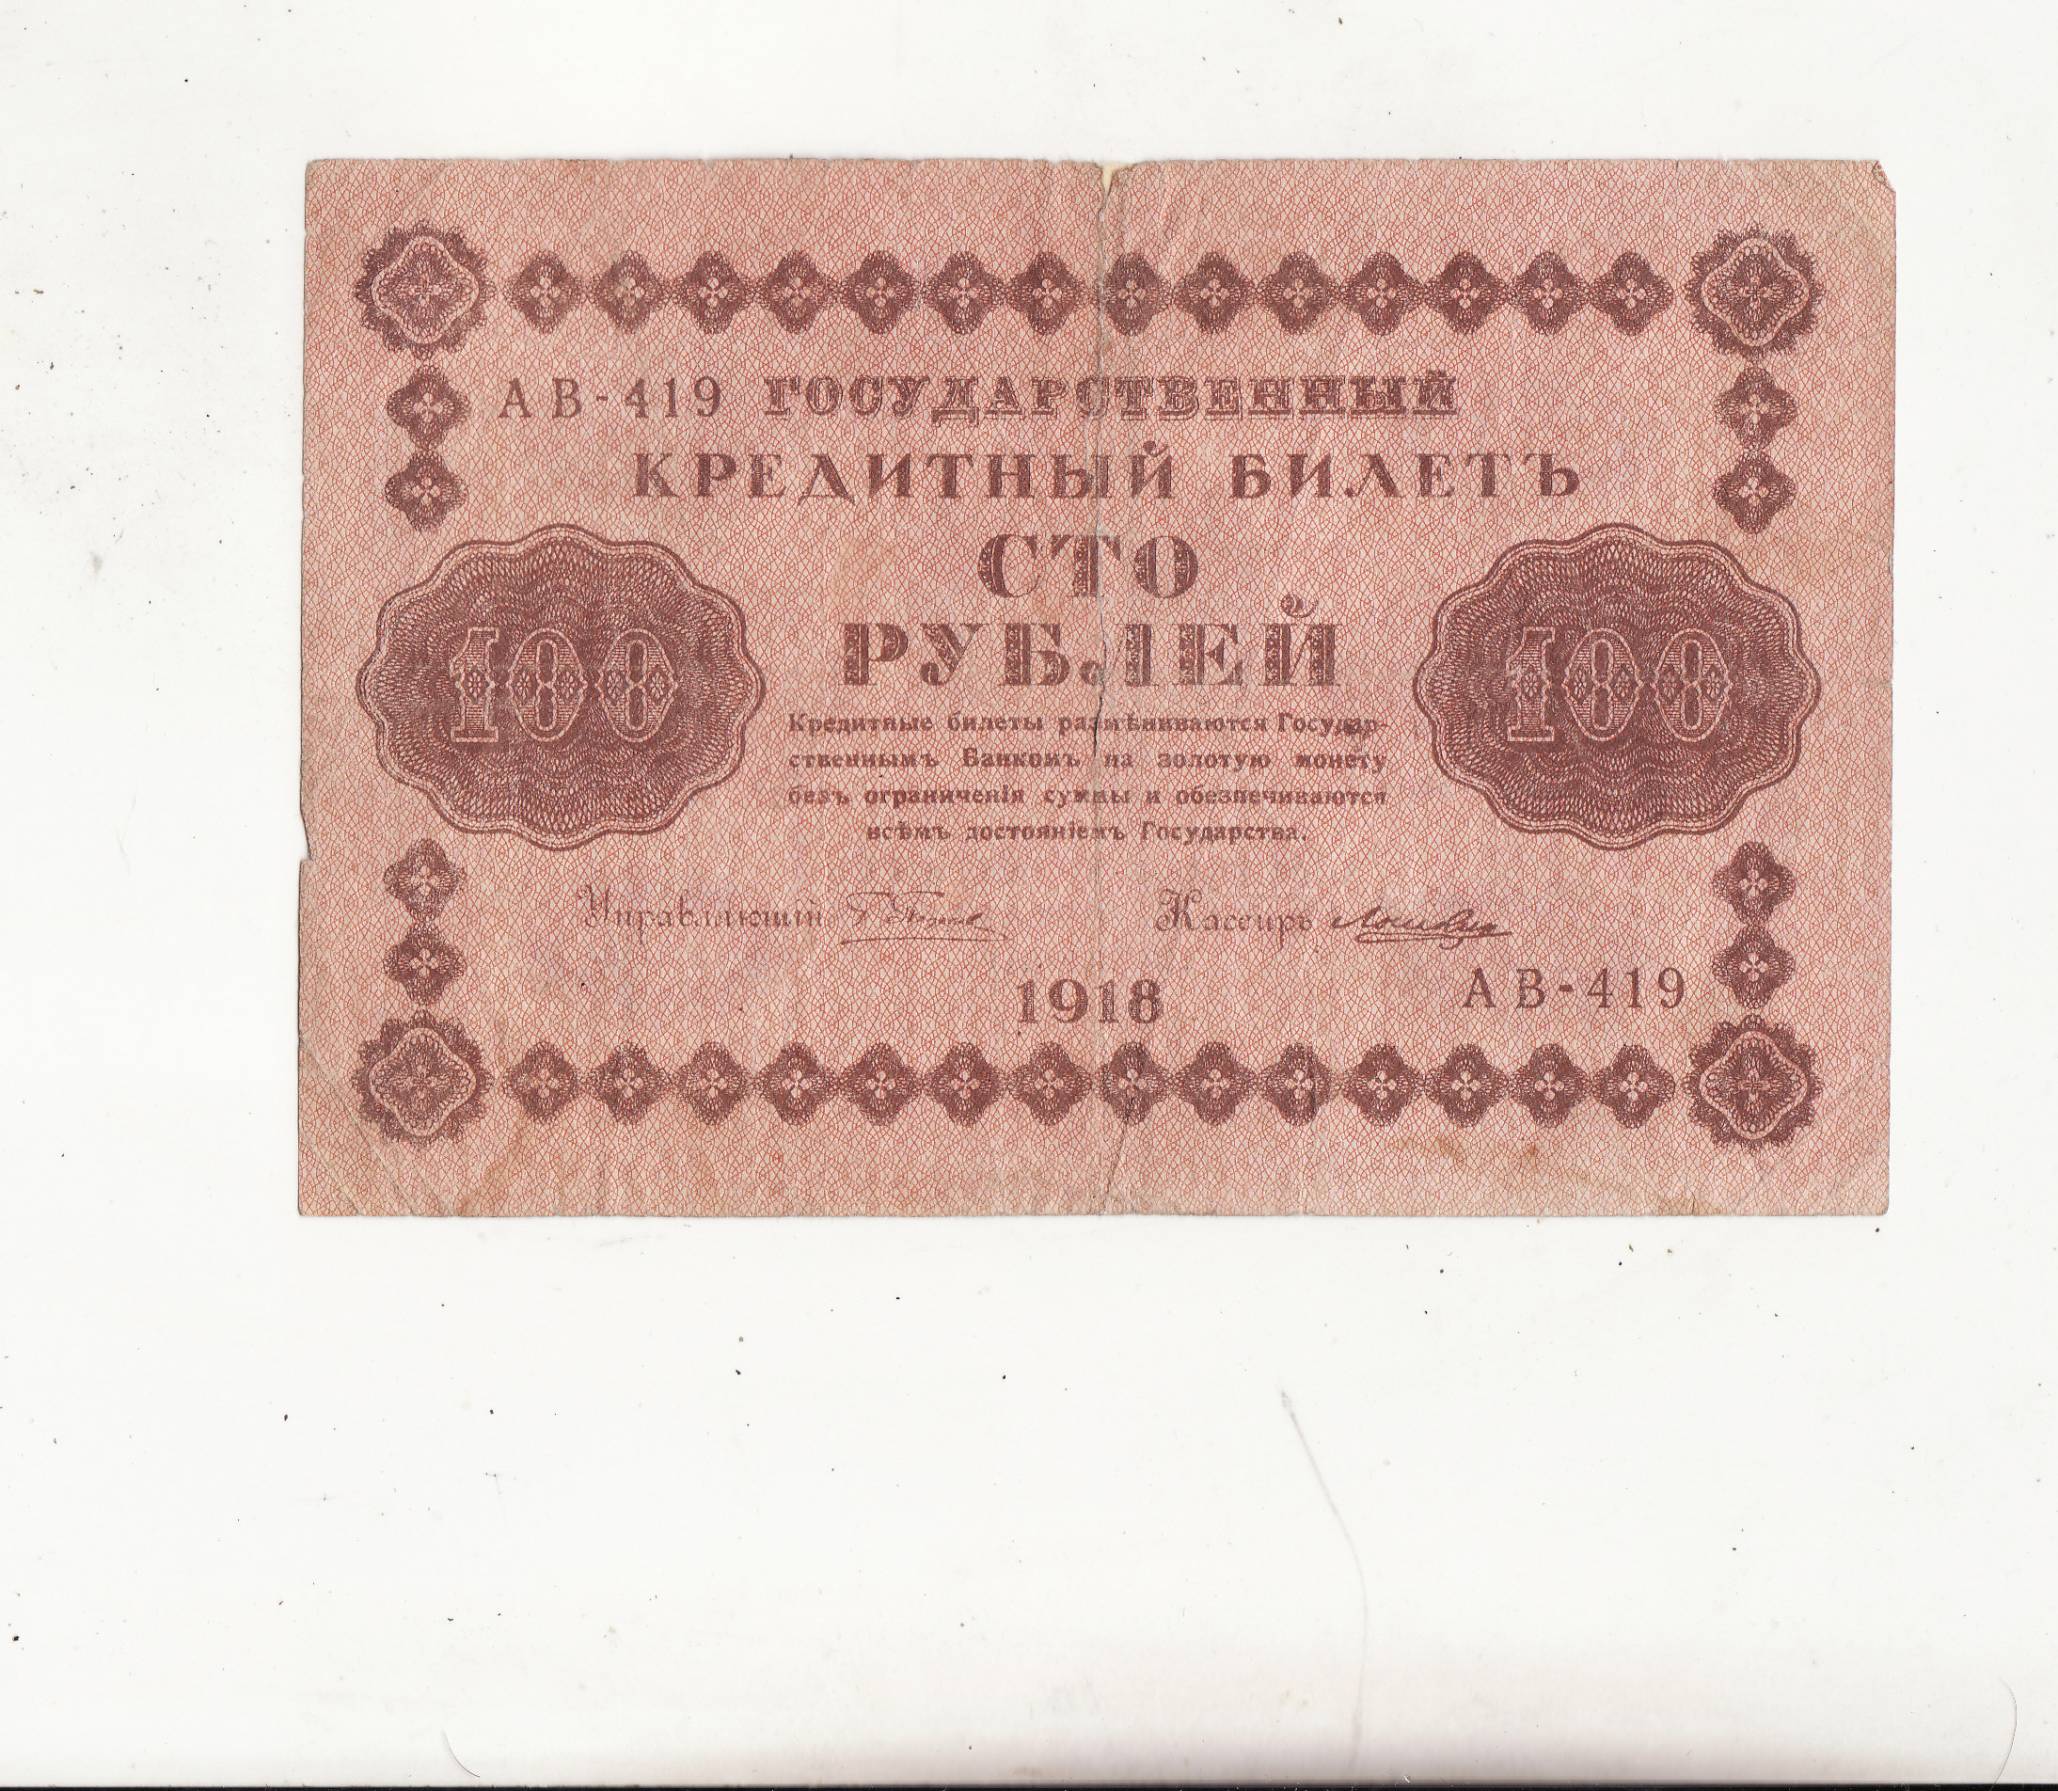 АВ-419 ГОСУДАРСТВЕННЫЙ
КРЕДИТНЫЙ БИЛЕТЪ
СТО
РУБЛЕЙ
100
100
Кредитные билеты размѣниваются Государ-
ственнымъ Банкомъ на золотую монету
безъ ограниченія суммы и обезпечиваются
всѣмъ достояніемъ Государства.
Управляющій
Кассиръ
1918
АВ-419